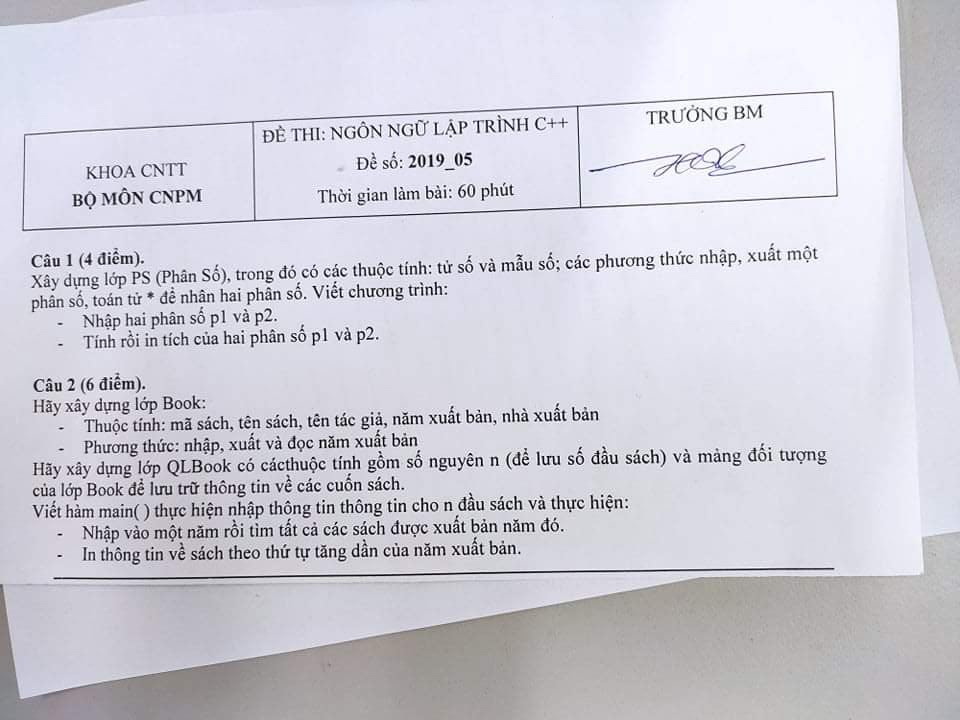 KHOA CNTT
BỘ MÔN CNPM
ĐỀ THI: NGÔN NGỮ LẬP TRÌNH C++
Đề số: 2019_05
Thời gian làm bài: 60 phút
TRƯỞNG BM
Câu 1 (4 điểm).
Xây dựng lớp PS (Phân Số), trong đó có các thuộc tính: tử số và mẫu số; các phương thức nhập, xuất một
phân số, toán tử * để nhân hai phân số. Viết chương trình:
- Nhập hai phân số p1 và p2.
- Tính rồi in tích của hai phân số p1 và p2.
Câu 2 (6 điểm).
Hãy xây dựng lớp Book:
- Thuộc tính: mã sách, tên sách, tên tác giả, năm xuất bản, nhà xuất bản
- Phương thức: nhập, xuất và đọc năm xuất bản
Hãy xây dựng lớp QLBook có cácthuộc tính gồm số nguyên n (để lưu số đầu sách) và mảng đối tượng
của lớp Book để lưu trữ thông tin về các cuốn sách.
Viết hàm main( ) thực hiện nhập thông tin thông tin cho n đầu sách và thực hiện:
- Nhập vào một năm rồi tìm tất cả các sách được xuất bản năm đó.
- In thông tin về sách theo thứ tự tăng dần của năm xuất bản.